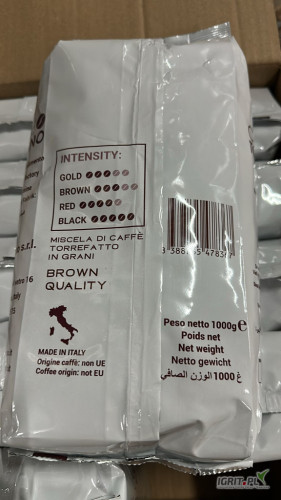 INTENSITY:
GOLD
BROWN
RED
BLACK
MISCELA DI CAFFÈ
TORREFATTO
IN GRANI
BROWN
QUALITY
MADE IN ITALY
Origine caffè: non UE
Coffee origin: not EU
Peso netto 1000g e
Poids net
Net weight
Netto gewicht
1000 غ الوزن الصافي
NO
s.r.l.
IGRIT.PL